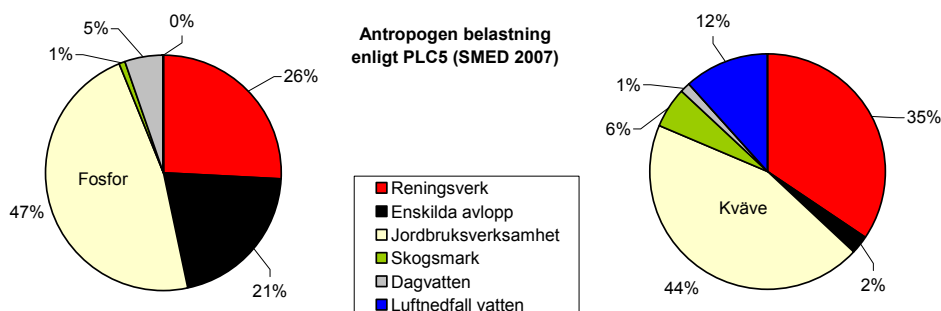 0%
5%
1%
26%
Fosfor
47%
21%
Antropogen belastning
enligt PLC5 (SMED 2007)
Reningsverk
Enskilda avlopp
Jordbruksverksamhet
Skogsmark
Dagvatten
Luftnedfall vatten
12%
1%
6%
35%
Kväve
44%
2%